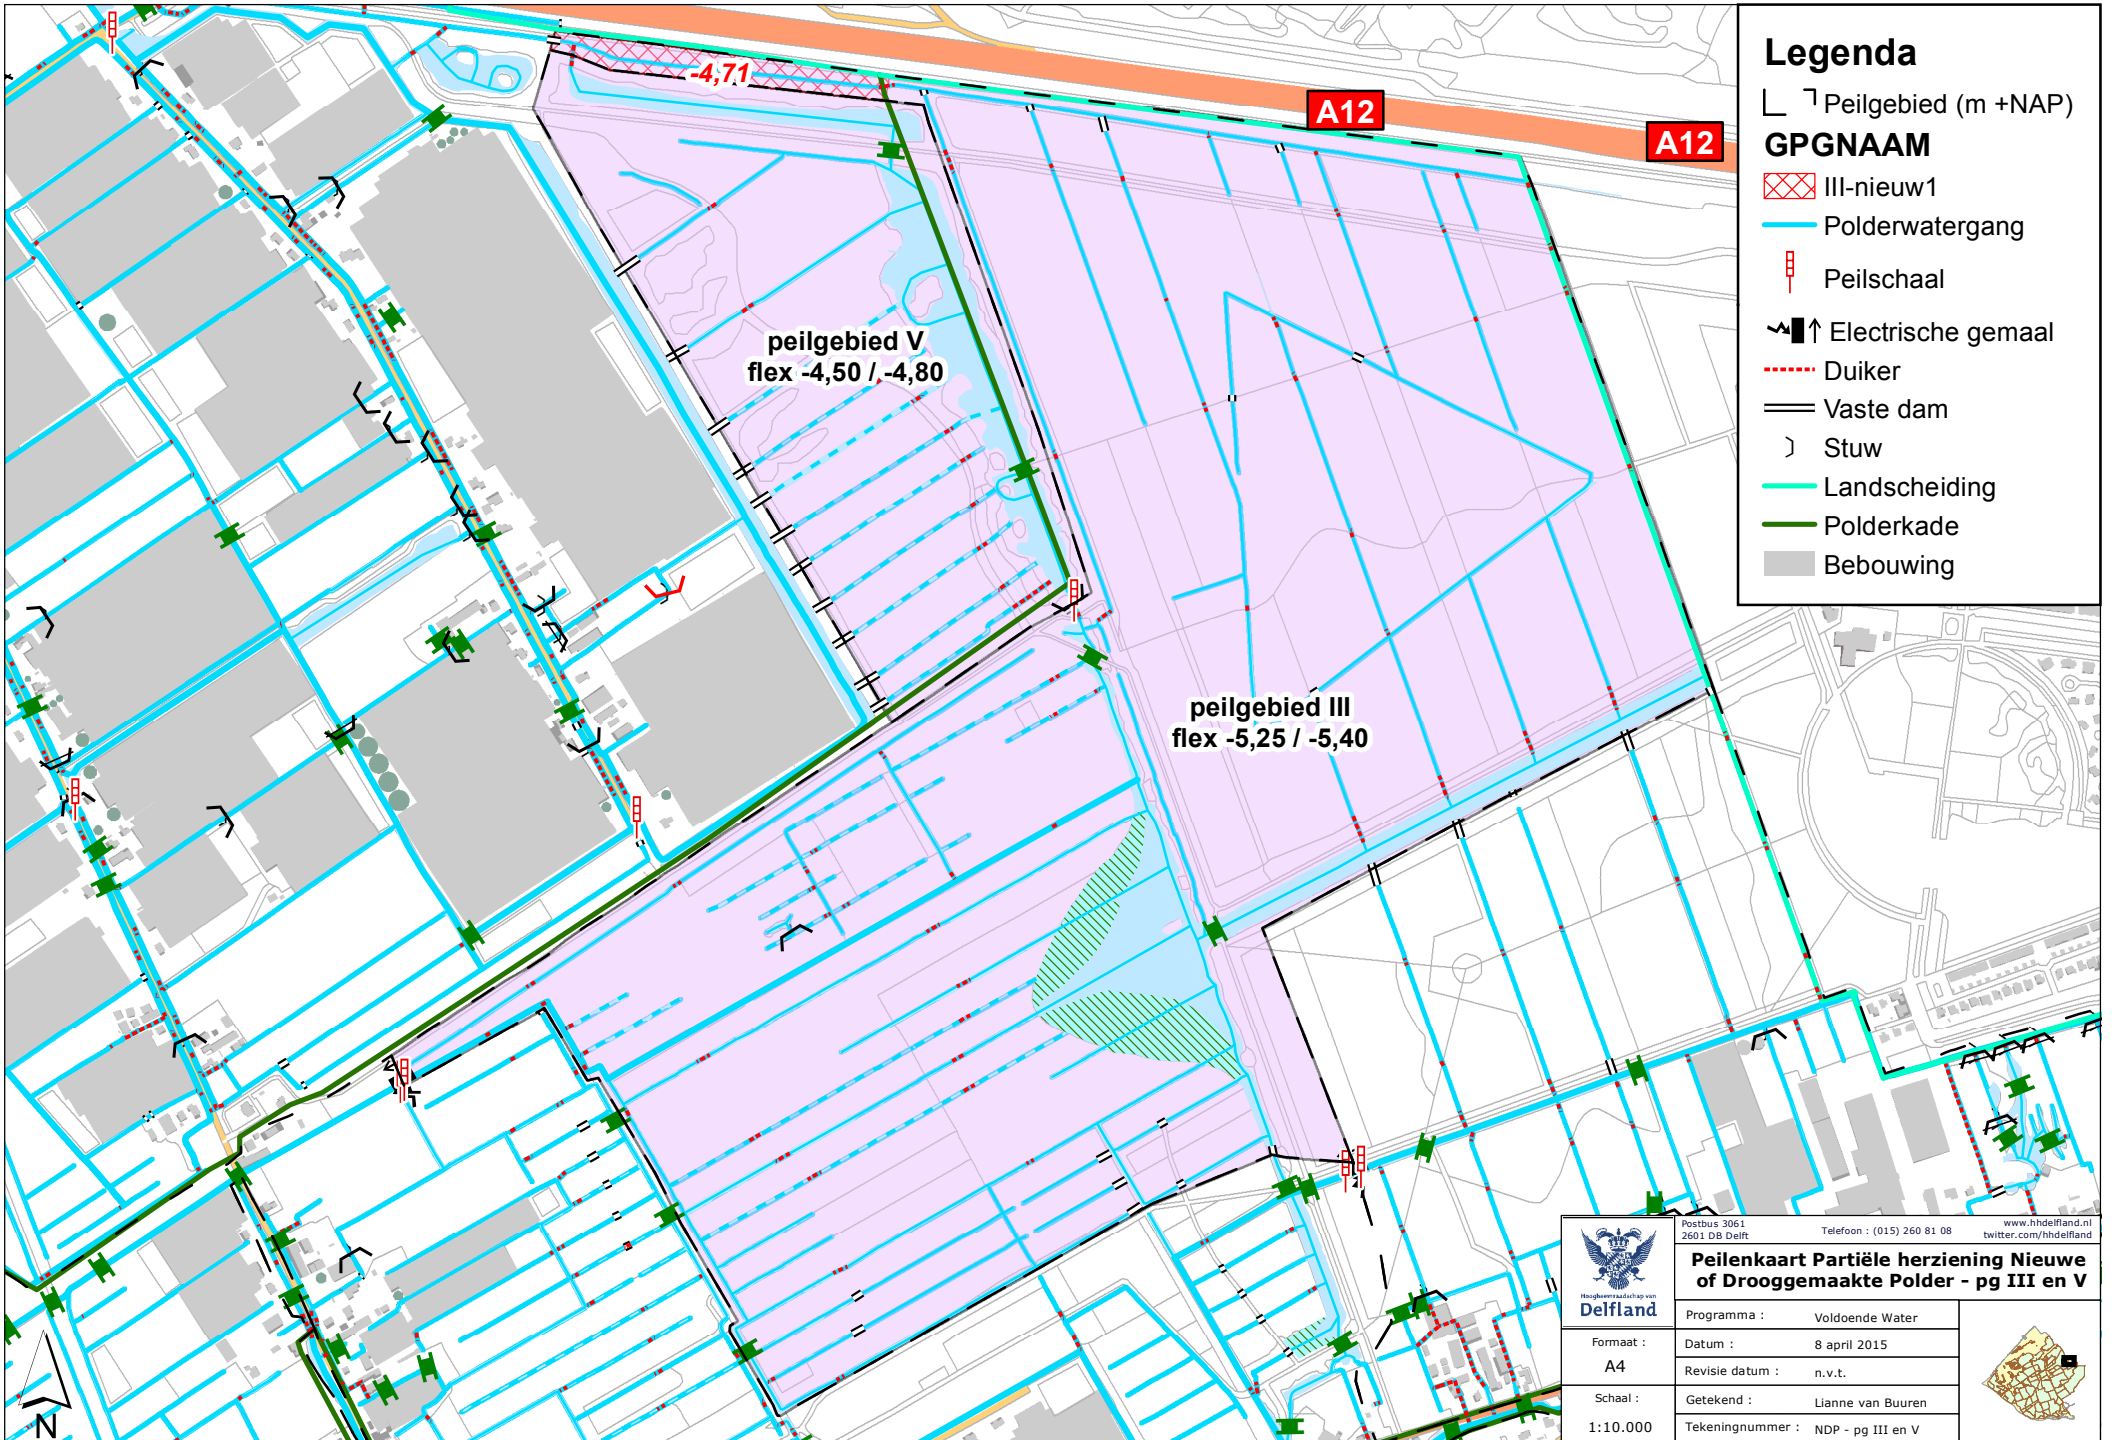 -4,71
A12
A12
peilgebied V
flex -4,50 / -4,80
peilgebied III
flex -5,25 / -5,40
Legenda
Peilgebied (m +NAP)
GPGNAAM
III-nieuw1
Polderwatergang
Peilschaal
Electrische gemaal
Duiker
Vaste dam
Stuw
Landscheiding
Polderkade
Bebouwing
N
Hoogheemraadschap van
Delfland
Postbus 3061
2601 DB Delft
Telefoon : (015) 260 81 08
www.hhdelfland.nl
twitter.com/hhdelfland
Peilenkaart Partiële herziening Nieuwe
of Drooggemaakte Polder - pg III en V
Programma : Voldoende Water
Formaat :
A4
Datum : 8 april 2015
Revisie datum : n.v.t.
Schaal :
1:10.000
Getekend : Lianne van Buuren
Tekeningnummer : NDP - pg III en V